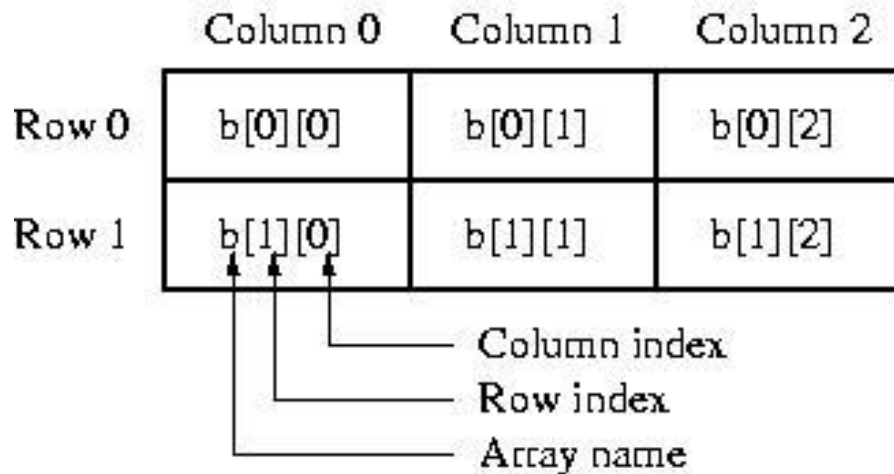 Column 0 Column 1 Column 2
Row 0 b[0][0] b[0][1] b[0][2]
Row 1 b[1][0] b[1][1] b[1][2]
Column index
Row index
Array name